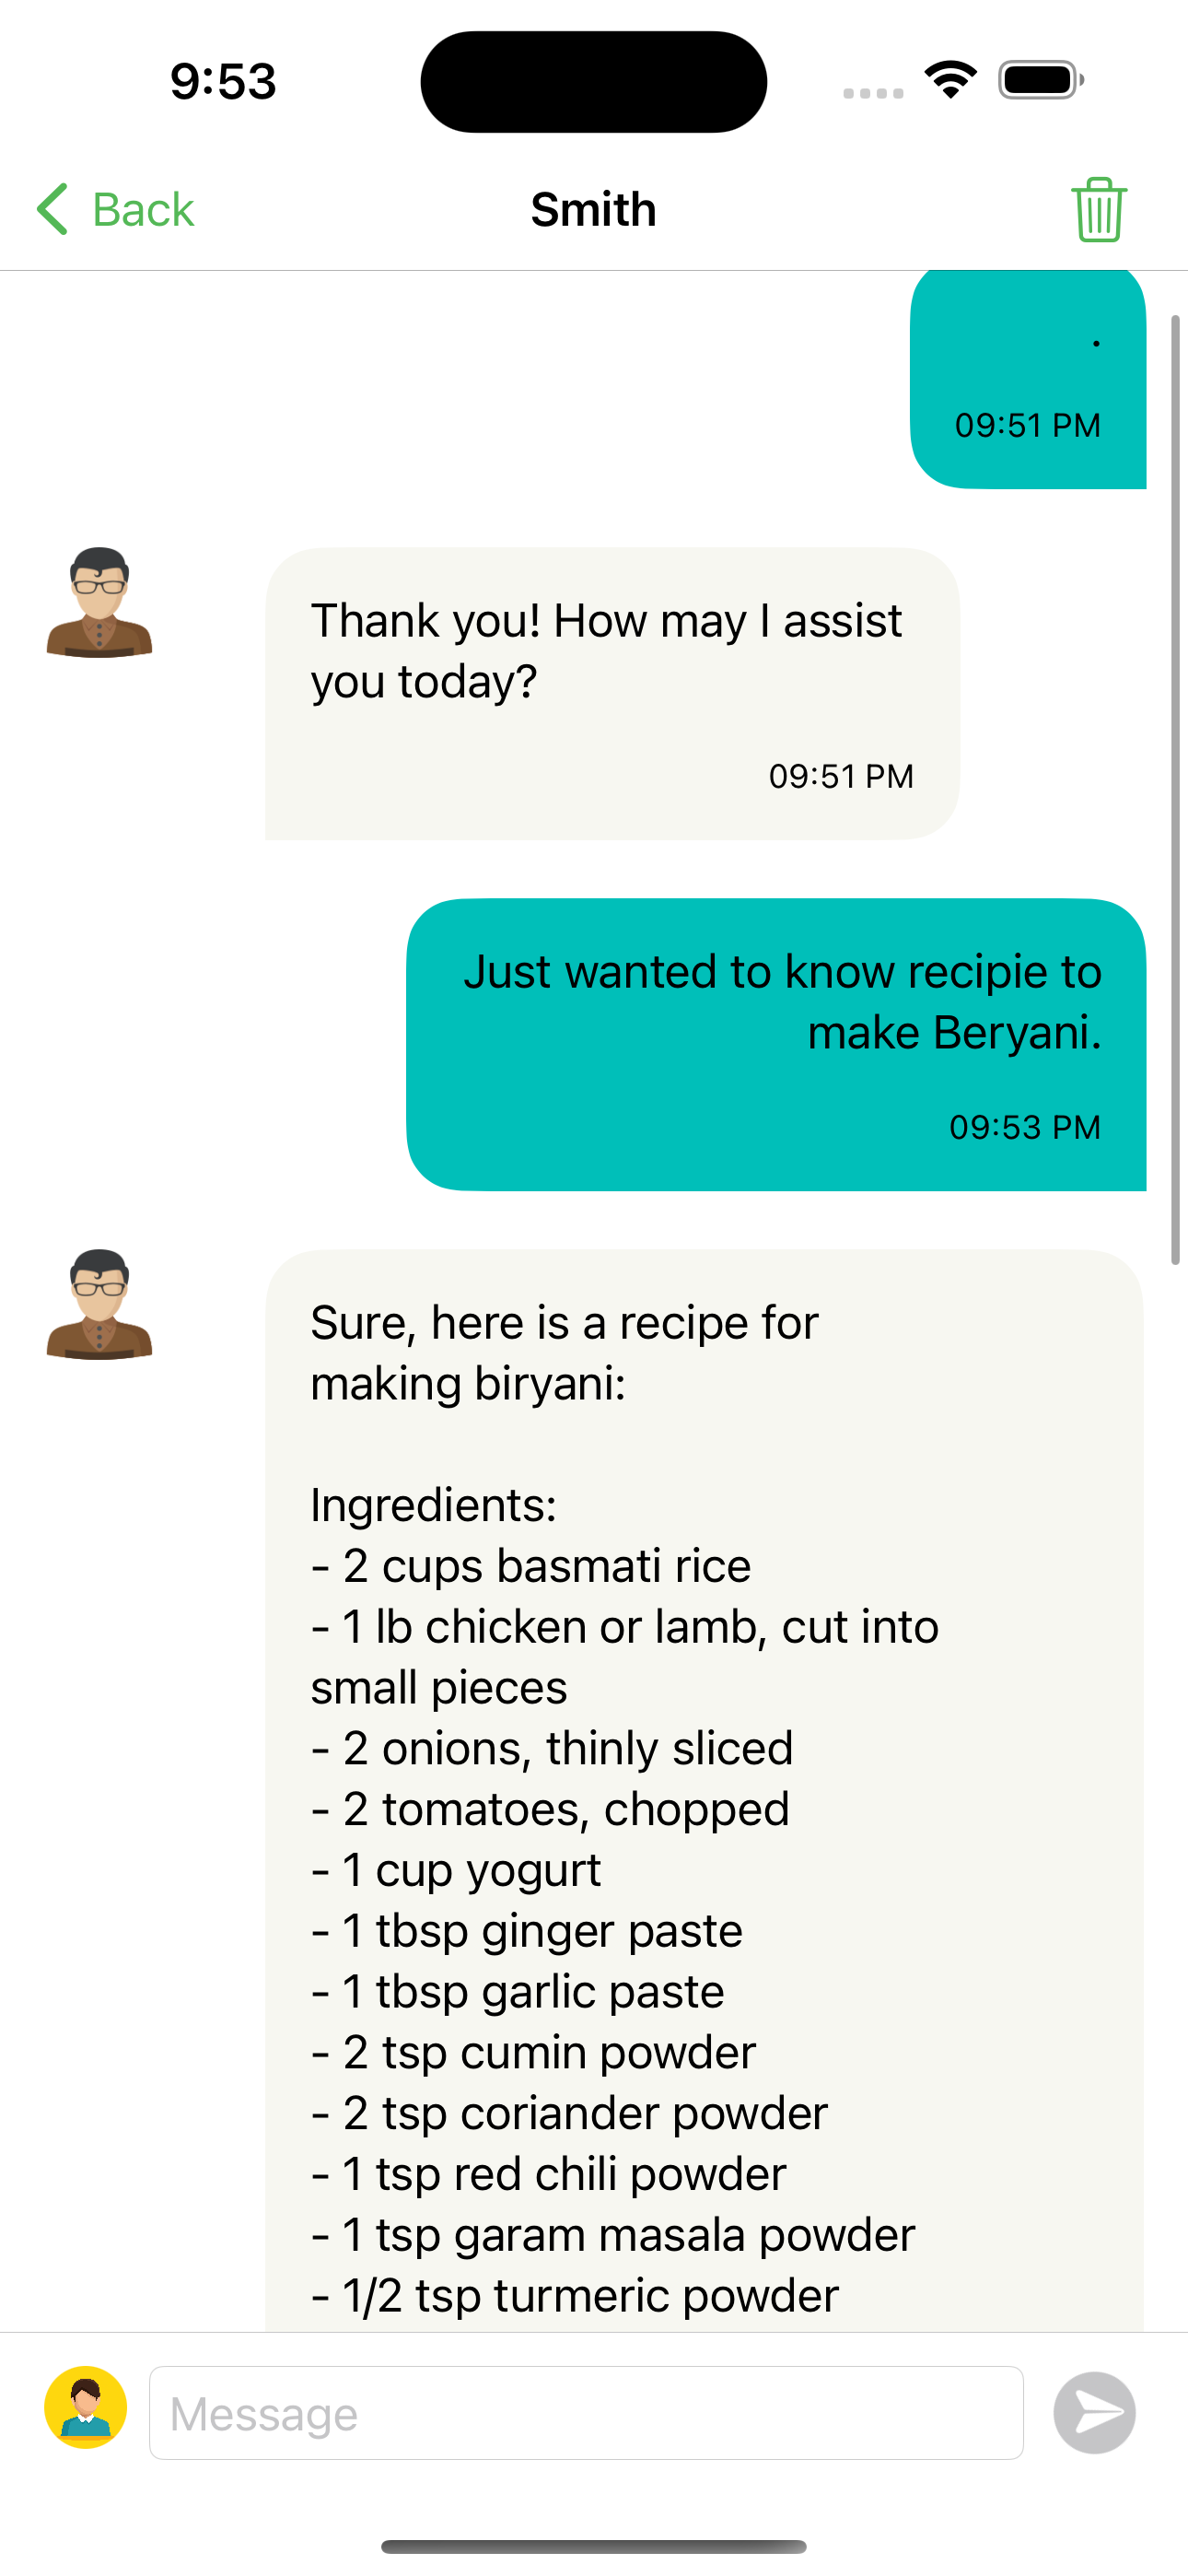 9:53
Back
Smith
.
09:51 PM
Thank you! How may I assist
you today?
09:51 PM
Just wanted to know recipie to
make Beryani.
09:53 PM
Sure, here is a recipe for
making biryani:
Ingredients:
- 2 cups basmati rice
- 1 lb chicken or lamb, cut into
small pieces
- 2 onions, thinly sliced
- 2 tomatoes, chopped
- 1 cup yogurt
- 1 tbsp ginger paste
- 1 tbsp garlic paste
- 2 tsp cumin powder
- 2 tsp coriander powder
- 1 tsp red chili powder
- 1 tsp garam masala powder
- 1/2 tsp turmeric powder
Message